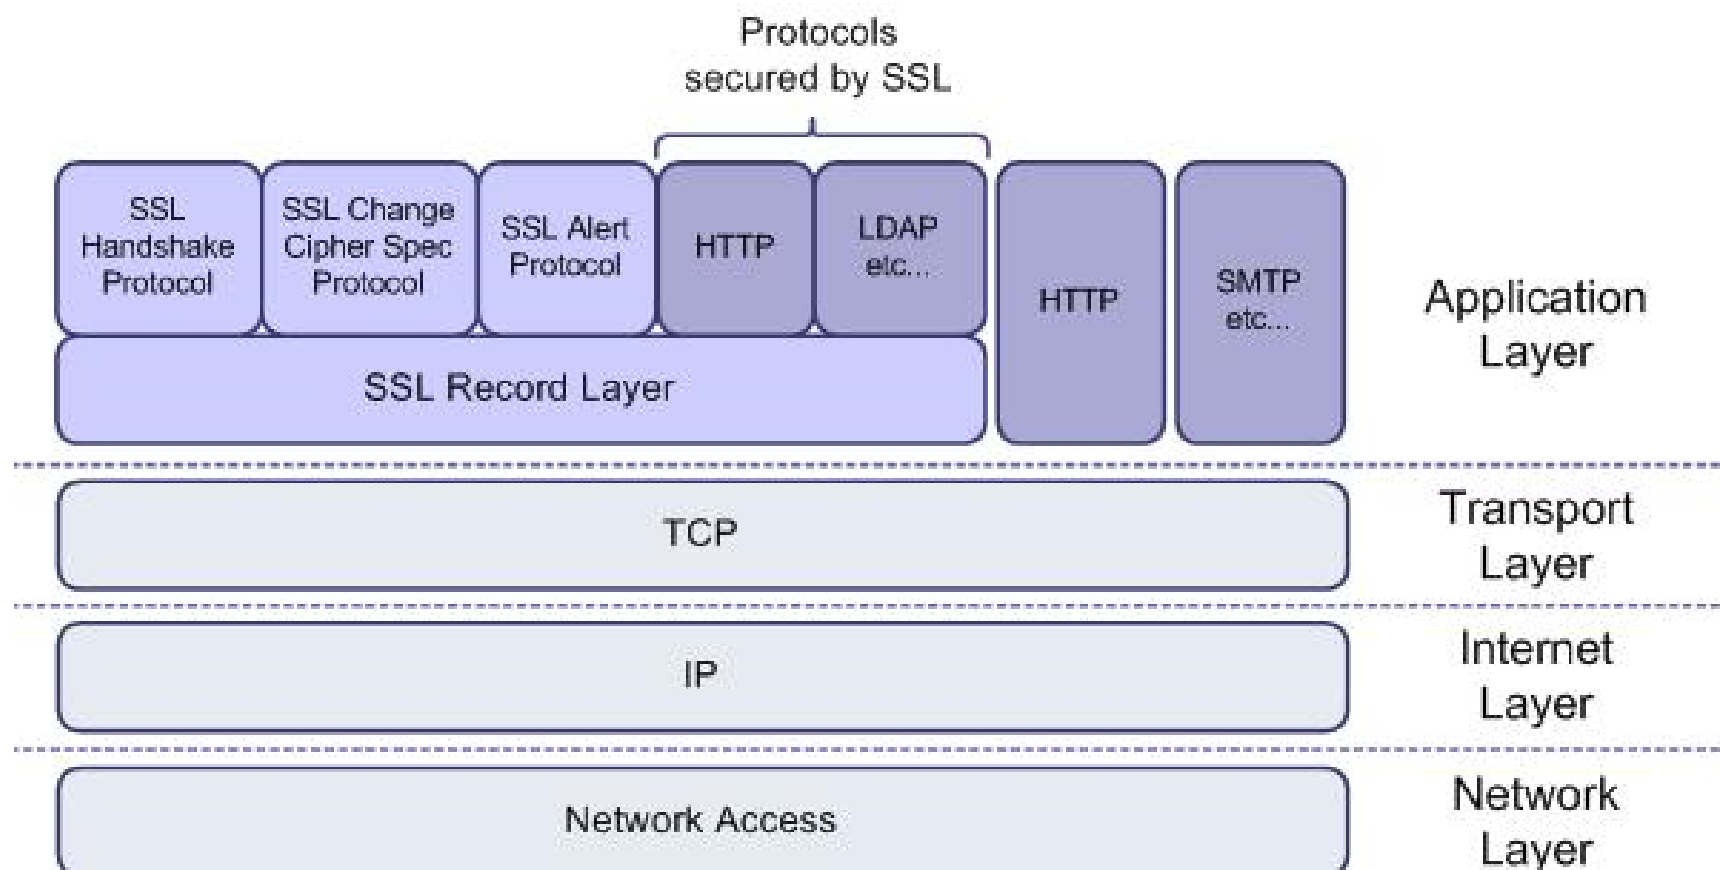 Protocols
secured by SSL
SSL
Handshake
Protocol
SSL Change
Cipher Spec
Protocol
SSL Alert
Protocol
HTTP
LDAP
etc...
HTTP
SMTP
etc...
Application
Layer
SSL Record Layer
TCP
Transport
Layer
IP
Internet
Layer
Network Access
Network
Layer